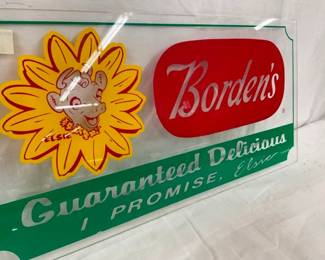 ELSIE
Borden's
Guaranteed Delicious
I PROMISE, Elsie